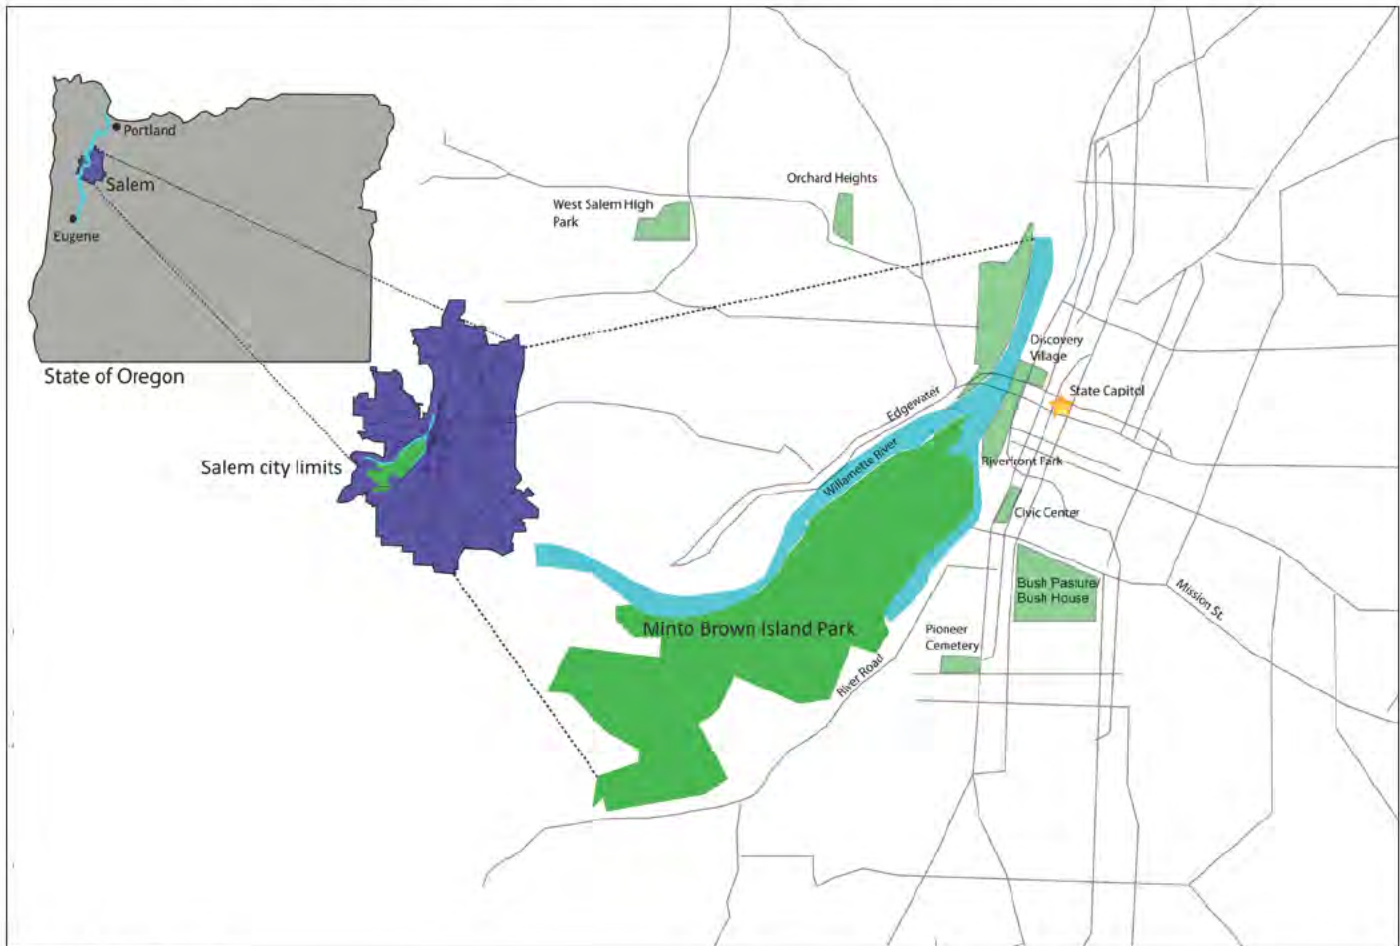 Portland
Salem
Eugene
State of Oregon
Salem city limits
West Salem High
Park
Orchard Heights
Discovery
Village
State Capitol
Edgewater
Willamette River
Riverfront Park
Civic Center
Bush Pasture/
Bush House
Mission St.
Minto Brown Island Park
Pioneer
Cemetery
River Road